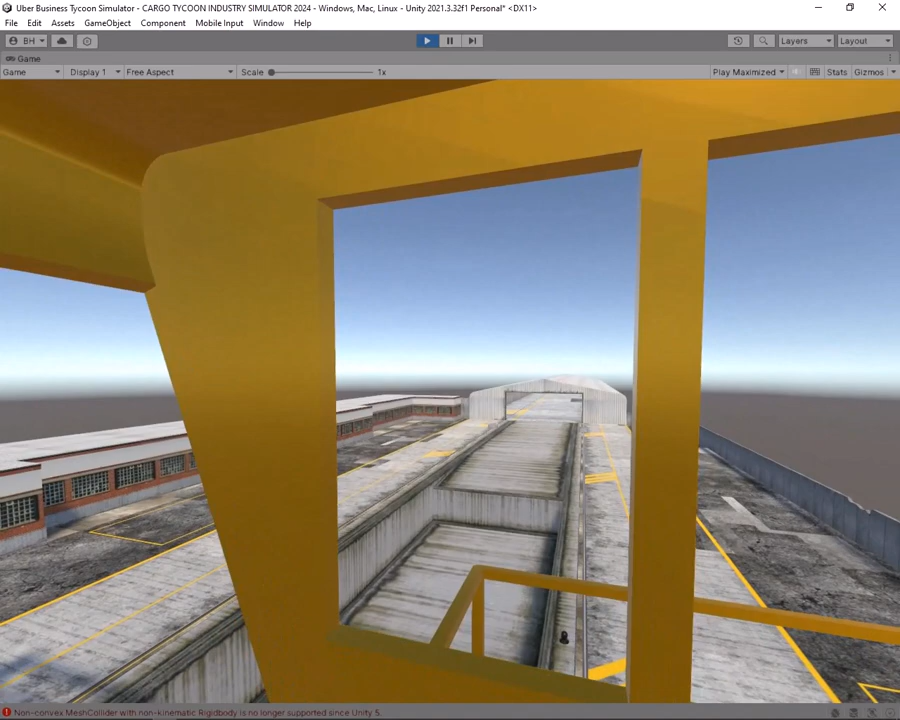 Uber Business Tycoon Simulator - CARGO TYCOON INDUSTRY SIMULATOR 2024 - Windows, Mac, Linux - Unity 2021.3.32f1 Personal* <DX11>
File Edit Assets GameObject Component Mobile Input Window Help
BH Layers Layout
Game
Game Display 1 Free Aspect Scale 1x Play Maximized Stats Gizmos
Non-convex MeshCollider with non-kinematic Rigidbody is no longer supported since Unity 5.